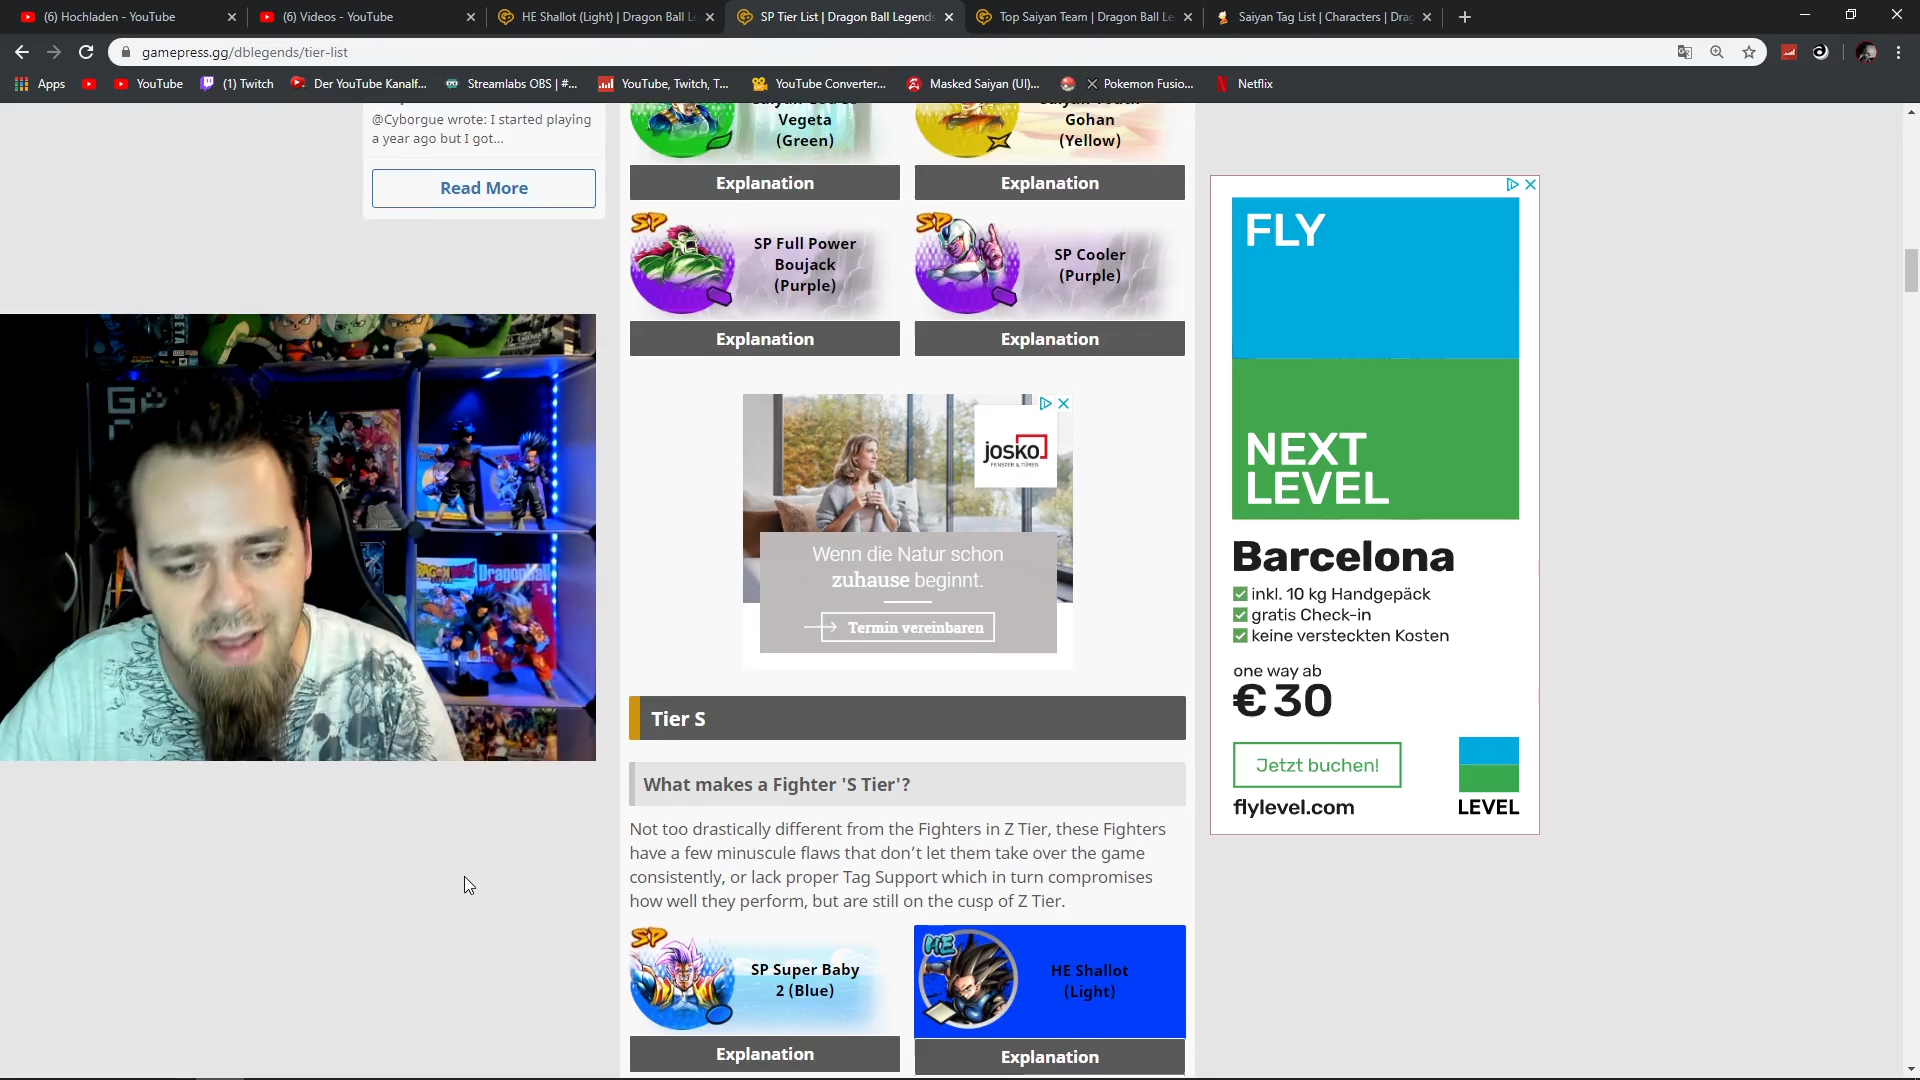 (6) Hochladen - YouTube
(6) Videos - YouTube
HE Shallot (Light) | Dragon Ball L
SP Tier List | Dragon Ball Legends
Top Saiyan Team | Dragon Ball Le
Saiyan Tag List | Characters | Drag
gamepress.gg/dblegends/tier-list
Apps
YouTube
(1) Twitch
Der YouTube Kanalf...
Streamlabs OBS | #...
YouTube, Twitch, T...
YouTube Converter...
Masked Saiyan (UI)...
Pokemon Fusio...
Netflix
@Cyborgue wrote: I started playing
a year ago but I got...
Read More
Vegeta
(Green)
Gohan
(Yellow)
Explanation
Explanation
SP
SP Full Power
Boujack
(Purple)
SP
SP Cooler
(Purple)
Explanation
Explanation
josko
FENSTER & TÜREN
Wenn die Natur schon
zuhause beginnt.
Termin vereinbaren
Tier S
What makes a Fighter 'S Tier'?
Not too drastically different from the Fighters in Z Tier, these Fighters
have a few minuscule flaws that don't let them take over the game
consistently, or lack proper Tag Support which in turn compromises
how well they perform, but are still on the cusp of Z Tier.
SP
SP Super Baby
2 (Blue)
HE
HE Shallot
(Light)
Explanation
Explanation
FLY
NEXT
LEVEL
Barcelona
inkl. 10 kg Handgepäck
gratis Check-in
keine versteckten Kosten
one way ab
€30
Jetzt buchen!
flylevel.com
LEVEL